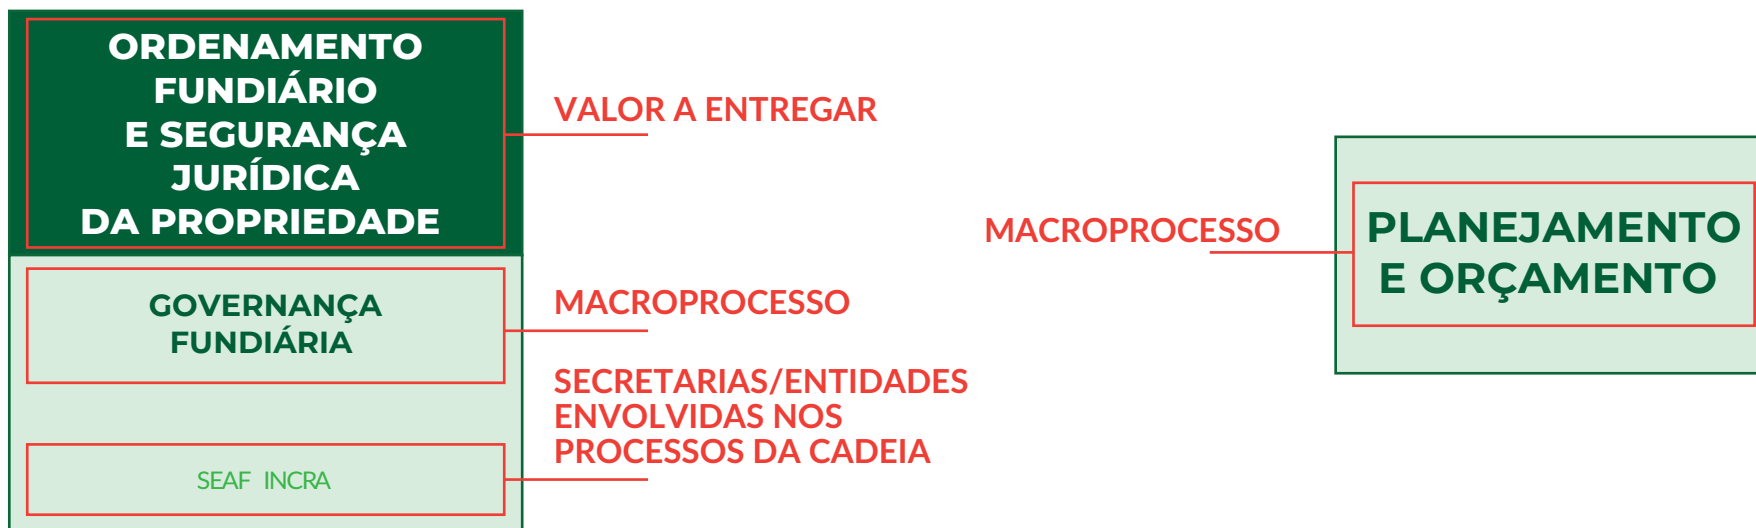 ORDENAMENTO
FUNDIÁRIO
E SEGURANÇA
JURÍDICA
DA PROPRIEDADE
VALOR A ENTREGAR
GOVERNANÇA
FUNDIÁRIA
MACROPROCESSO
SECRETARIAS/ENTIDADES
ENVOLVIDAS NOS
PROCESSOS DA CADEIA
SEAF INCRA
MACROPROCESSO
PLANEJAMENTO
E ORÇAMENTO